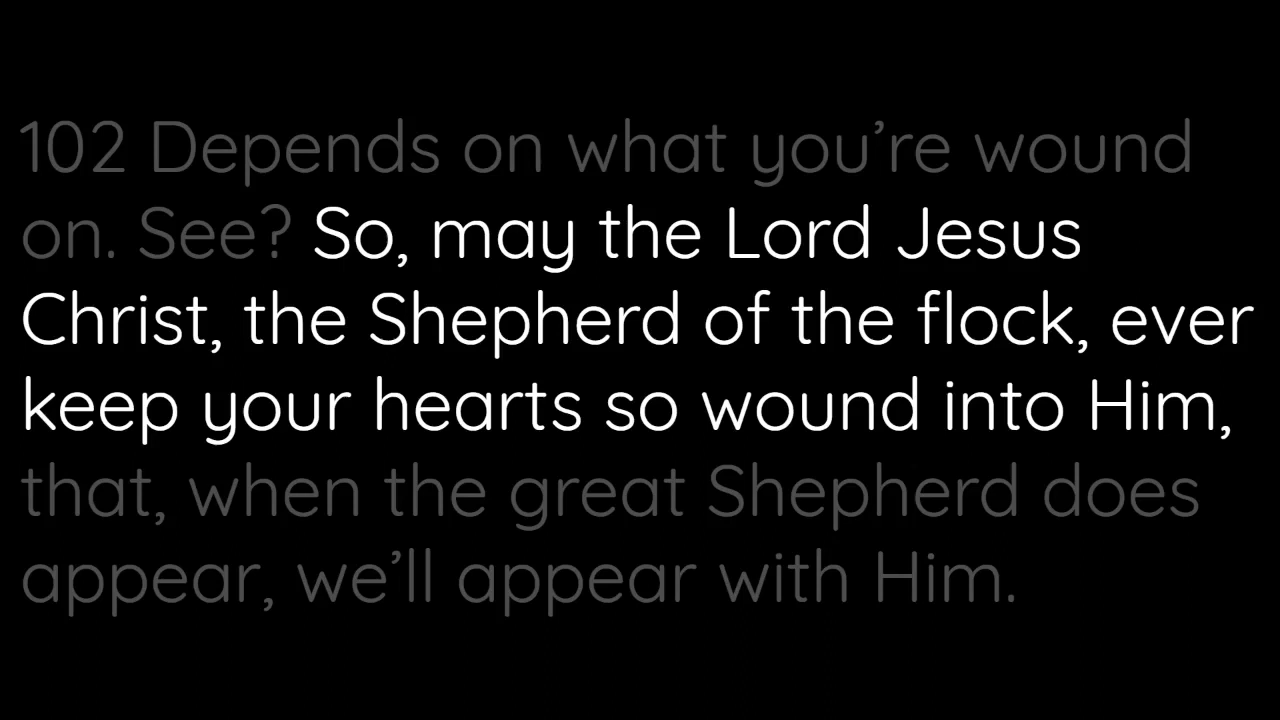 102 Depends on what you’re wound
on. See? So, may the Lord Jesus
Christ, the Shepherd of the flock, ever
keep your hearts so wound into Him,
that, when the great Shepherd does
appear, we’ll appear with Him.